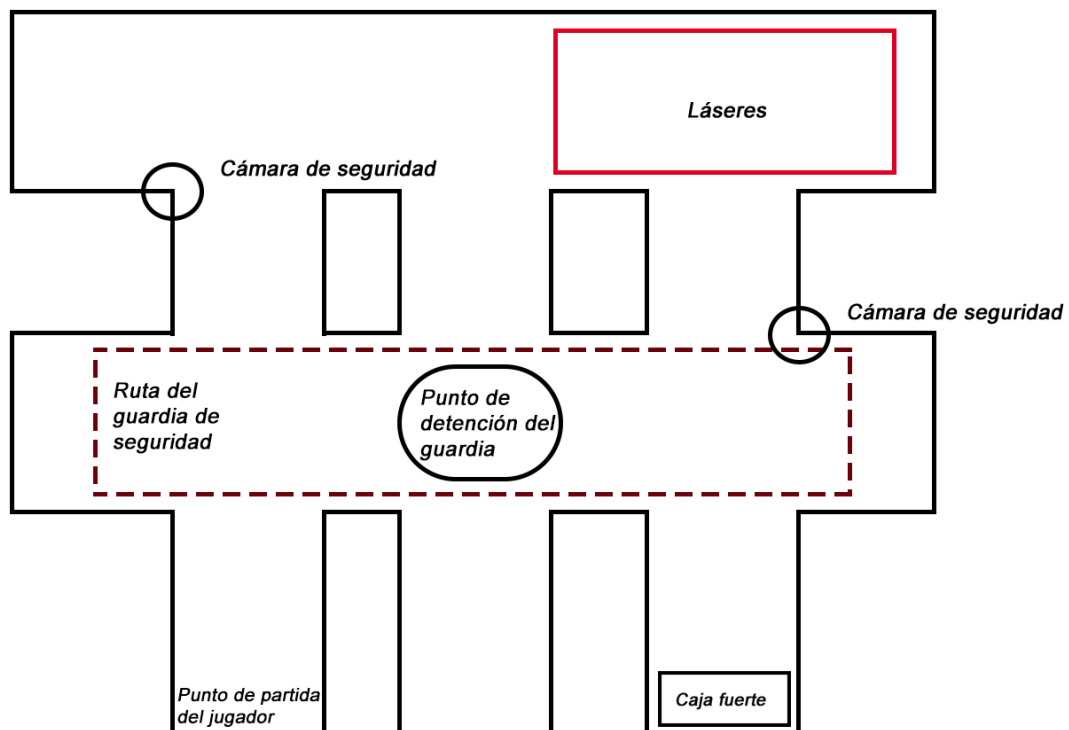 Láseres
Cámara de seguridad
Cámara de seguridad
Ruta del
guardia de
seguridad
Punto de
detención del
guardia
Punto de partida
del jugador
Caja fuerte